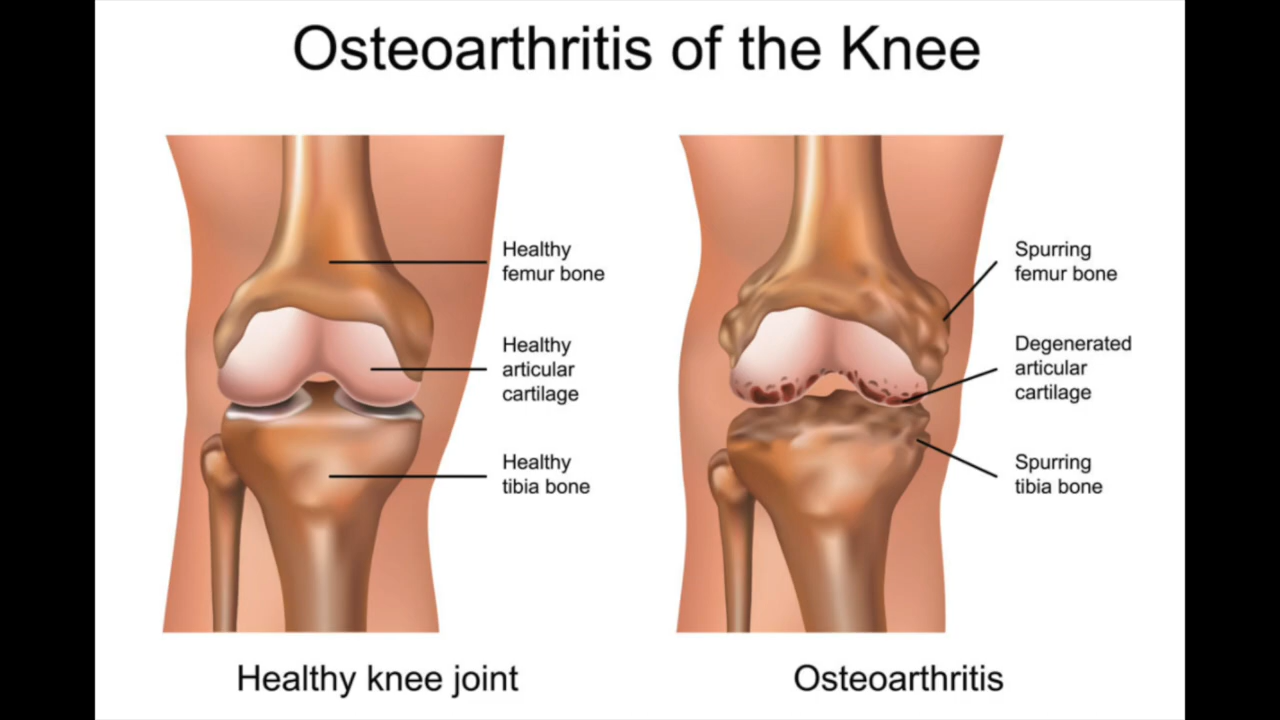 Osteoarthritis of the Knee
Healthy
femur bone
Healthy
articular
cartilage
Healthy
tibia bone
Healthy knee joint
Spurring
femur bone
Degenerated
articular
cartilage
Spurring
tibia bone
Osteoarthritis